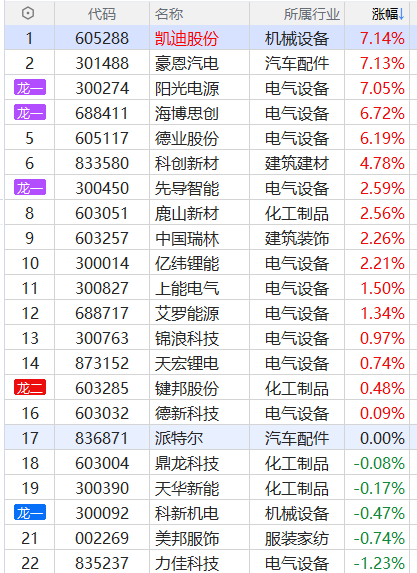 代码 名称 所属行业 涨幅↓
1 605288 凯迪股份 机械设备 7.14%
2 301488 豪恩汽电 汽车配件 7.13%
龙一 300274 阳光电源 电气设备 7.05%
龙一 688411 海博思创 电气设备 6.72%
5 605117 德业股份 电气设备 6.19%
6 833580 科创新材 建筑建材 4.78%
龙一 300450 先导智能 电气设备 2.59%
8 603051 鹿山新材 化工制品 2.56%
9 603257 中国瑞林 建筑装饰 2.26%
10 300014 亿纬锂能 电气设备 2.21%
11 300827 上能电气 电气设备 1.50%
12 688717 艾罗能源 电气设备 1.34%
13 300763 锦浪科技 电气设备 0.97%
14 873152 天宏锂电 电气设备 0.74%
龙二 603285 键邦股份 化工制品 0.48%
16 603032 德新科技 电气设备 0.09%
17 836871 派特尔 汽车配件 0.00%
18 603004 鼎龙科技 化工制品 -0.08%
19 300390 天华新能 化工制品 -0.17%
龙一 300092 科新机电 机械设备 -0.47%
21 002269 美邦服饰 服装家纺 -0.74%
22 835237 力佳科技 电气设备 -1.23%